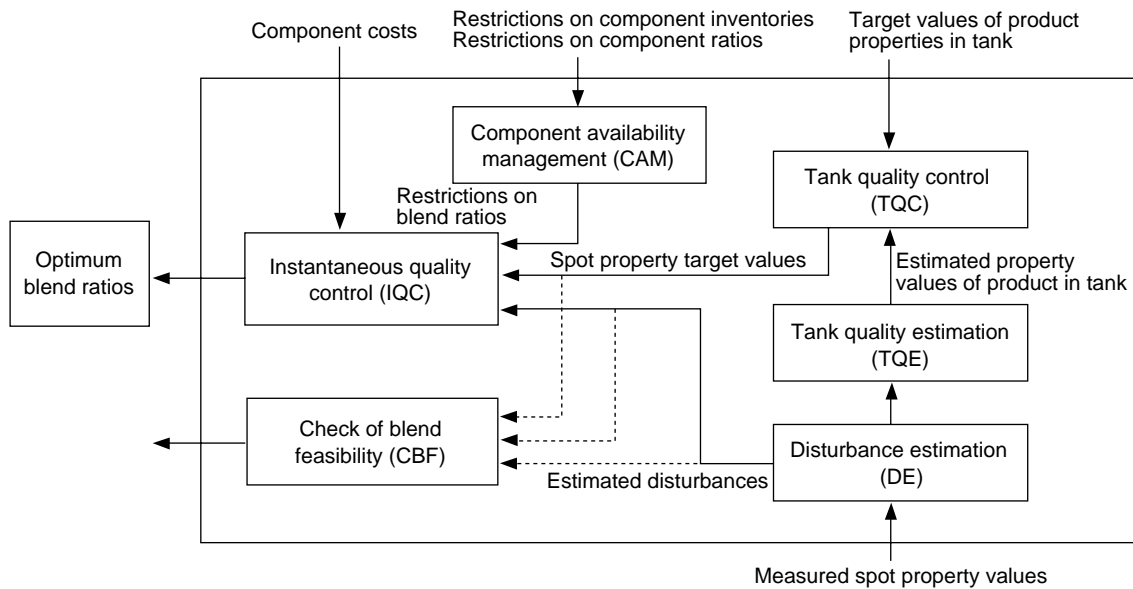 Component costs
Restrictions on component inventories
Restrictions on component ratios
Target values of product
properties in tank
Component availability
management (CAM)
Tank quality control
(TQC)
Restrictions on
blend ratios
Optimum
blend ratios
Instantaneous quality
control (IQC)
Spot property target values
Estimated property
values of product in tank
Tank quality estimation
(TQE)
Check of blend
feasibility (CBF)
Disturbance estimation
(DE)
Estimated disturbances
Measured spot property values